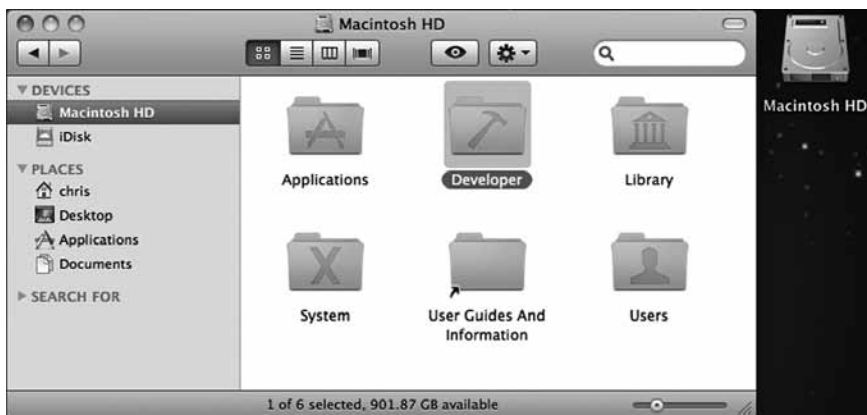 Macintosh HD
DEVICES
Macintosh HD
iDisk
PLACES
chris
Desktop
Applications
Documents
SEARCH FOR
Applications
Developer
Library
System
User Guides And
Information
Users
1 of 6 selected, 901.87 GB available
Macintosh HD